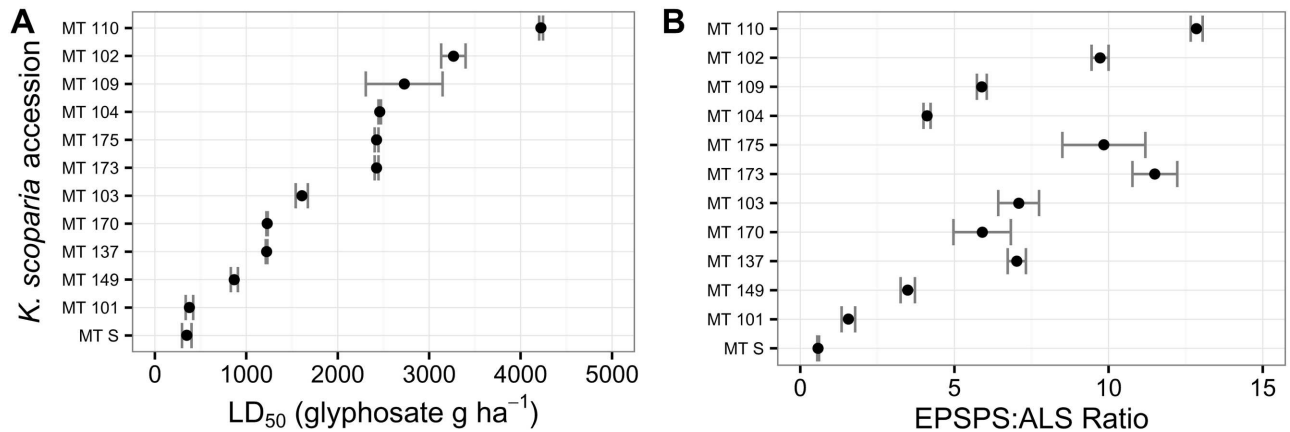 A
K. scoparia accession
MT 110
MT 102
MT 109
MT 104
MT 175
MT 173
MT 103
MT 170
MT 137
MT 149
MT 101
MT S
0 1000 2000 3000 4000 5000
LD₅₀ (glyphosate g ha⁻¹)
B
MT 110
MT 102
MT 109
MT 104
MT 175
MT 173
MT 103
MT 170
MT 137
MT 149
MT 101
MT S
0 5 10 15
EPSPS:ALS Ratio